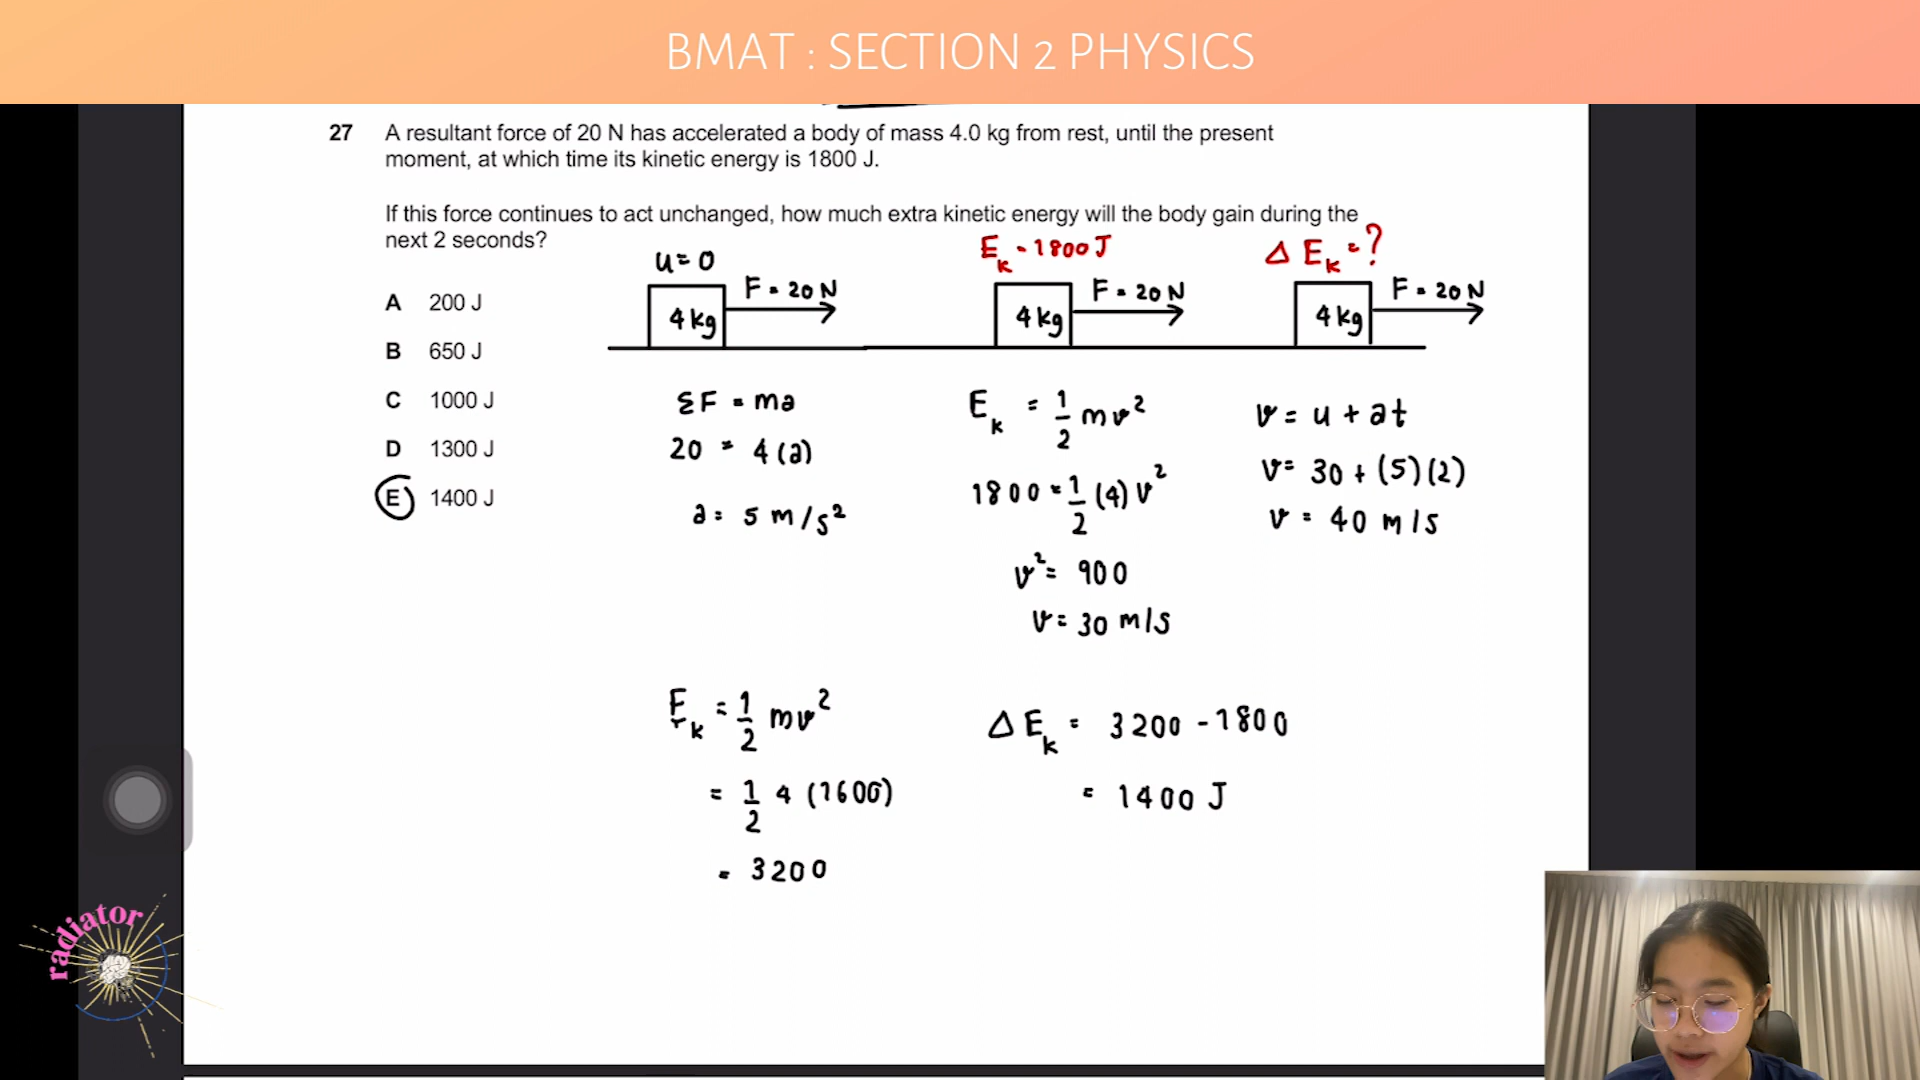 BMAT : SECTION 2 PHYSICS
27 A resultant force of 20 N has accelerated a body of mass 4.0 kg from rest, until the present
moment, at which time its kinetic energy is 1800 J.
If this force continues to act unchanged, how much extra kinetic energy will the body gain during the
next 2 seconds?
A 200 J
B 650 J
C 1000 J
D 1300 J
E 1400 J
u = 0
F = 20 N
4 kg
Ek = 1800 J
F = 20 N
4 kg
Δ Ek = ?
F = 20 N
4 kg
ΣF = ma
20 = 4 (a)
a = 5 m/s²
Ek = 1/2 mv²
1800 = 1/2 (4) v²
v² = 900
v = 30 m/s
v = u + at
v = 30 + (5)(2)
v = 40 m/s
Ek = 1/2 mv²
= 1/2 4 (1600)
= 3200
Δ Ek = 3200 - 1800
= 1400 J
radiator